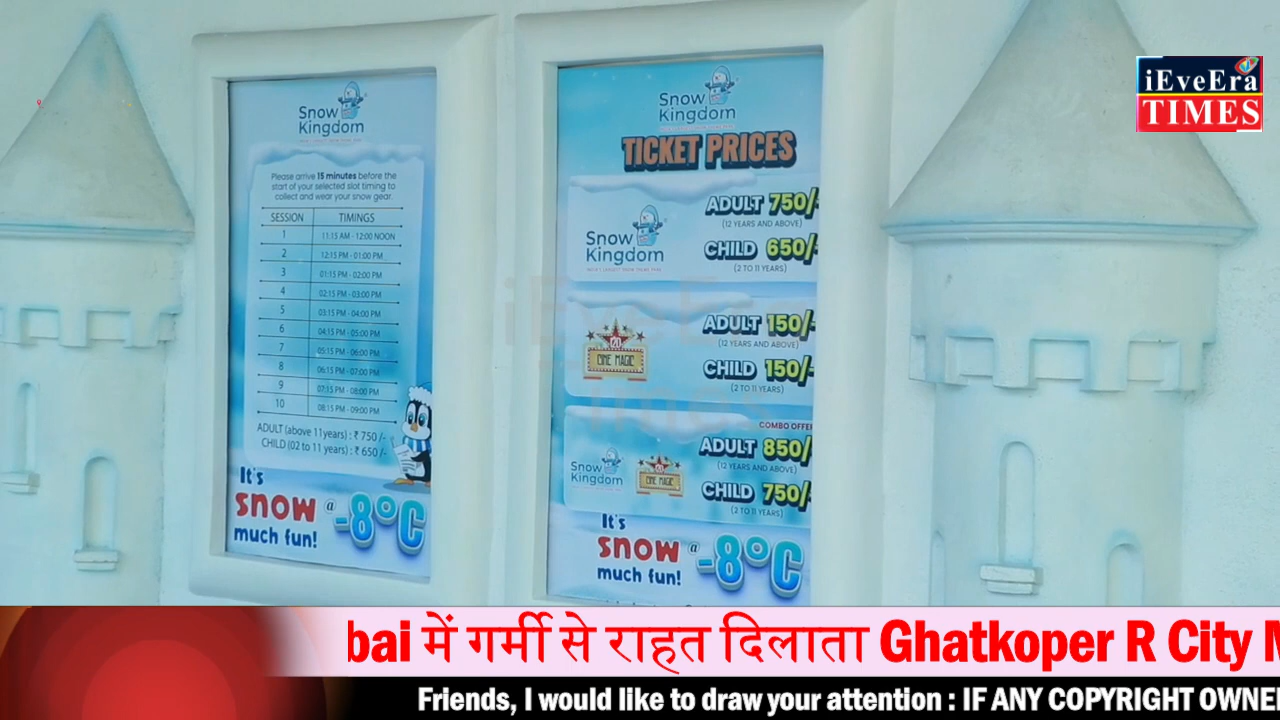 Snow
Kingdom
Please arrive 15 minutes before the
start of your selected slot timing to
collect and wear your snow gear.
SESSION TIMINGS
1 11:15 AM - 12:00 NOON
2 12:15 PM - 01:00 PM
3 01:15 PM - 02:00 PM
4 02:15 PM - 03:00 PM
5 03:15 PM - 04:00 PM
6 04:15 PM - 05:00 PM
7 05:15 PM - 06:00 PM
8 06:15 PM - 07:00 PM
9 07:15 PM - 08:00 PM
10 08:15 PM - 09:00 PM
ADULT (above 11years) : ₹ 750 /-
CHILD (02 to 11 years) : ₹ 650 /-
It's
snow @ -8°C
much fun!
Snow
Kingdom
TICKET PRICES
Snow
Kingdom
ADULT 750/-
(12 YEARS AND ABOVE)
CHILD 650/-
(2 TO 11 YEARS)
CINE MAGIC
ADULT 150/-
(12 YEARS AND ABOVE)
CHILD 150/-
(2 TO 11 YEARS)
COMBO OFFER
Snow
Kingdom
CINE MAGIC
ADULT 850/-
(12 YEARS AND ABOVE)
CHILD 750/-
(2 TO 11 YEARS)
It's
snow @ -8°C
much fun!
iEveEra
TIMES
iEveEra
Times
bai में गर्मी से राहत दिलाता Ghatkoper R City
Friends, I would like to draw your attention : IF ANY COPYRIGHT OWNE